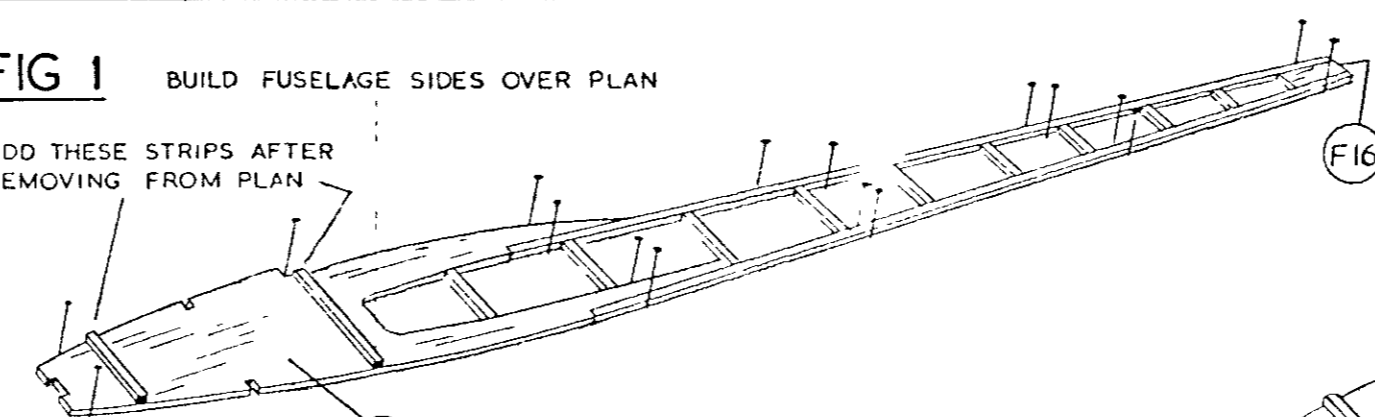 FIG 1 BUILD FUSELAGE SIDES OVER PLAN
DD THESE STRIPS AFTER
EMOVING FROM PLAN
F16